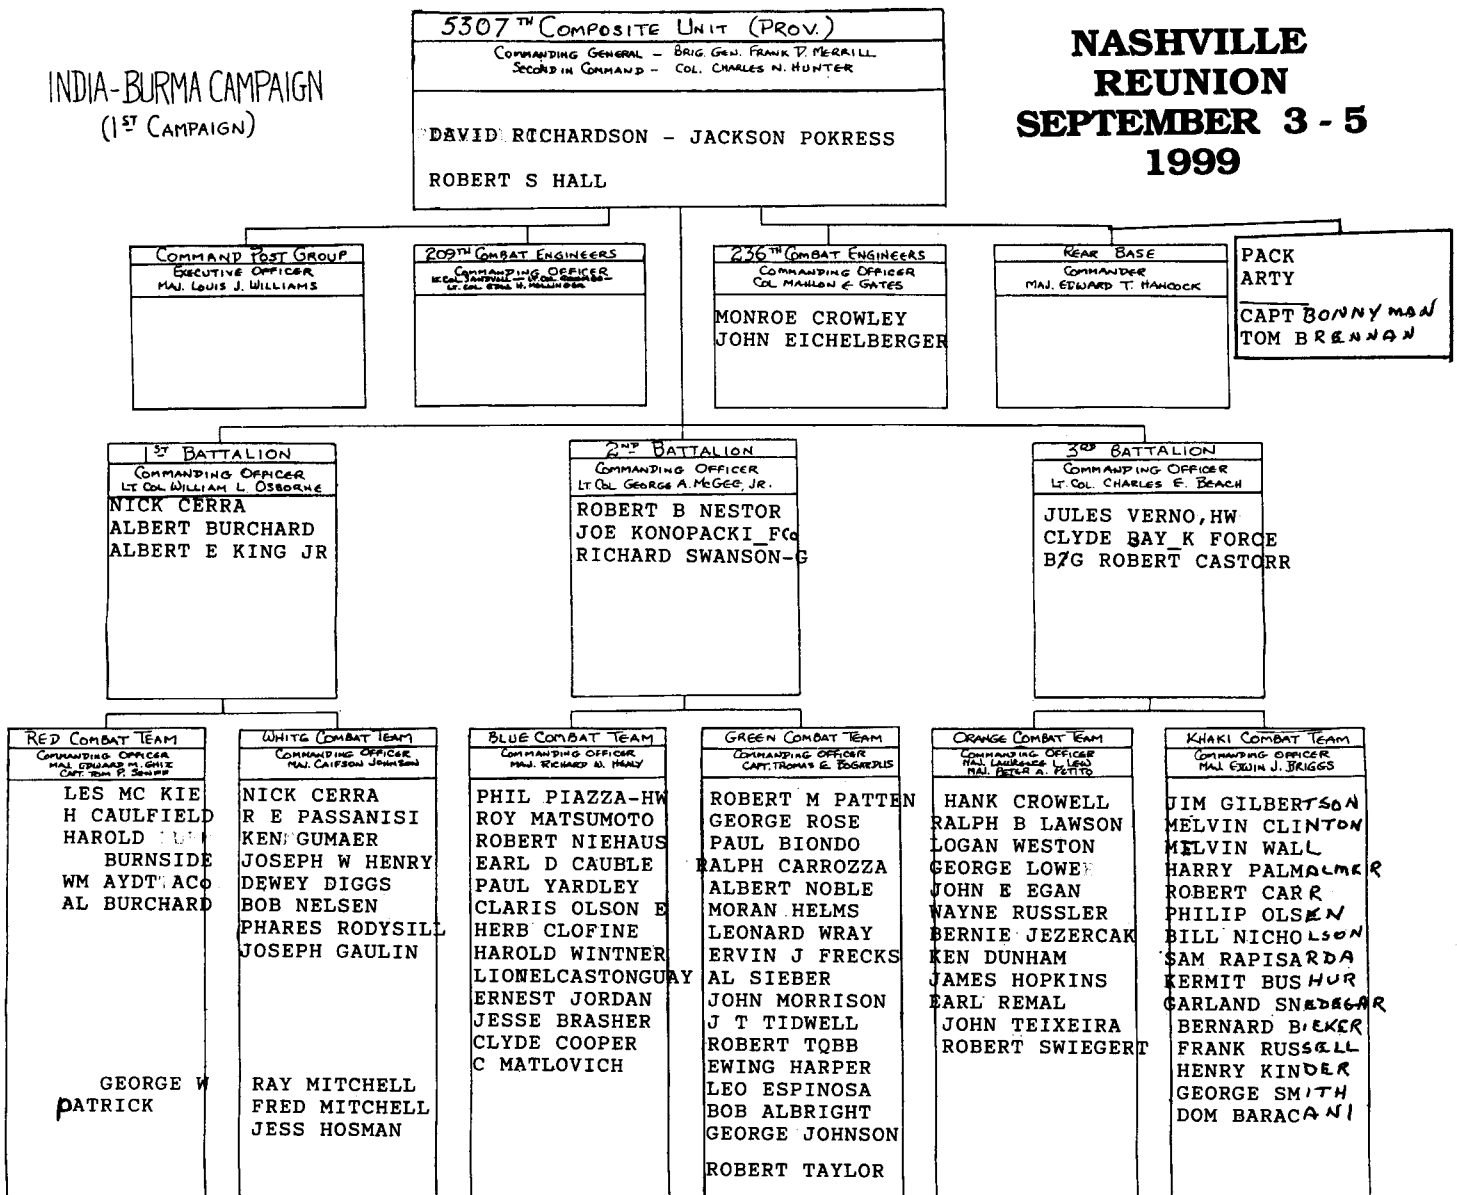 5307TH COMPOSITE UNIT (PROV.)
COMMANDING GENERAL - BRIG. GEN. FRANK D. MERRILL
SECOND IN COMMAND - COL. CHARLES N. HUNTER
DAVID RICHARDSON - JACKSON POKRESS
ROBERT S HALL
INDIA-BURMA CAMPAIGN
(1ST CAMPAIGN)
NASHVILLE
REUNION
SEPTEMBER 3 - 5
1999
COMMAND POST GROUP
EXECUTIVE OFFICER
MAJ. LOUIS J. WILLIAMS
209TH COMBAT ENGINEERS
COMMANDING OFFICER
236TH COMBAT ENGINEERS
COMMANDING OFFICER
COL MAHLON E GATES
MONROE CROWLEY
JOHN EICHELBERGER
REAR BASE
COMMANDER
MAJ. EDWARD T. HANCOCK
PACK
ARTY
CAPT BONNYMAN
TOM BRENNAN
1ST BATTALION
COMMANDING OFFICER
LT COL WILLIAM L. OSBORNE
NICK CERRA
ALBERT BURCHARD
ALBERT E KING JR
2ND BATTALION
COMMANDING OFFICER
LT COL GEORGE A. McGEE, JR.
ROBERT B NESTOR
JOE KONOPACKI_FCo
RICHARD SWANSON-G
3RD BATTALION
COMMANDING OFFICER
LT. COL. CHARLES E. BEACH
JULES VERNO,HW
CLYDE BAY_K FORCE
B/G ROBERT CASTORR
RED COMBAT TEAM
COMMANDING OFFICER
MAJ. EDWARD M. GHIZ
CAPT. TOM P. SENFF
LES MC KIE
H CAULFIELD
HAROLD
BURNSIDE
WM AYDT ACo
AL BURCHARD
GEORGE W
PATRICK
WHITE COMBAT TEAM
COMMANDING OFFICER
MAJ. CAIFSON JOHNSON
NICK CERRA
R E PASSANISI
KEN GUMAER
JOSEPH W HENRY
DEWEY DIGGS
BOB NELSEN
PHARES RODYSILL
JOSEPH GAULIN
RAY MITCHELL
FRED MITCHELL
JESS HOSMAN
BLUE COMBAT TEAM
COMMANDING OFFICER
MAJ. RICHARD W. HEALY
PHIL PIAZZA-HW
ROY MATSUMOTO
ROBERT NIEHAUS
EARL D CAUBLE
PAUL YARDLEY
CLARIS OLSON E
HERB CLOFINE
HAROLD WINTNER
LIONELCASTONGUAY
ERNEST JORDAN
JESSE BRASHER
CLYDE COOPER
C MATLOVICH
GREEN COMBAT TEAM
COMMANDING OFFICER
CAPT. THOMAS E. BOGARDUS
ROBERT M PATTEN
GEORGE ROSE
PAUL BIONDO
RALPH CARROZZA
ALBERT NOBLE
MORAN HELMS
LEONARD WRAY
ERVIN J FRECKS
AL SIEBER
JOHN MORRISON
J T TIDWELL
ROBERT TQBB
EWING HARPER
LEO ESPINOSA
BOB ALBRIGHT
GEORGE JOHNSON
ROBERT TAYLOR
ORANGE COMBAT TEAM
COMMANDING OFFICER
MAJ. LAWRENCE L. LEW
MAJ. PETER A. PETITO
HANK CROWELL
RALPH B LAWSON
LOGAN WESTON
GEORGE LOWE
JOHN E EGAN
WAYNE RUSSLER
BERNIE JEZERCAK
KEN DUNHAM
JAMES HOPKINS
EARL REMAL
JOHN TEIXEIRA
ROBERT SWIEGERT
KHAKI COMBAT TEAM
COMMANDING OFFICER
MAJ. EDWIN J. BRIGGS
JIM GILBERTSON
MELVIN CLINTON
MELVIN WALL
HARRY PALMALMER
ROBERT CARR
PHILIP OLSEN
BILL NICHOLSON
SAM RAPISARDA
KERMIT BUSHUR
GARLAND SNEDEGAR
BERNARD BIEKER
FRANK RUSSELL
HENRY KINDER
GEORGE SMITH
DOM BARACANI